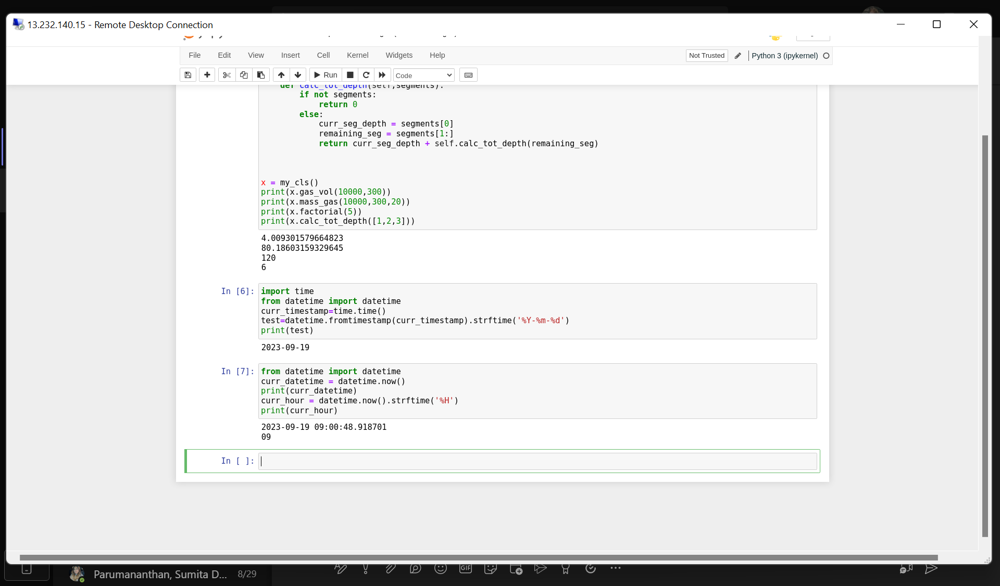 13.232.140.15 - Remote Desktop Connection
File Edit View Insert Cell Kernel Widgets Help
Not Trusted Python 3 (ipykernel)
Run Code
def calc_tot_depth(self,segments):
if not segments:
return 0
else:
curr_seg_depth = segments[0]
remaining_seg = segments[1:]
return curr_seg_depth + self.calc_tot_depth(remaining_seg)
x = my_cls()
print(x.gas_vol(10000,300))
print(x.mass_gas(10000,300,20))
print(x.factorial(5))
print(x.calc_tot_depth([1,2,3]))
4.009301579664823
80.18603159329645
120
6
In [6]: import time
from datetime import datetime
curr_timestamp=time.time()
test=datetime.fromtimestamp(curr_timestamp).strftime('%Y-%m-%d')
print(test)
2023-09-19
In [7]: from datetime import datetime
curr_datetime = datetime.now()
print(curr_datetime)
curr_hour = datetime.now().strftime('%H')
print(curr_hour)
2023-09-19 09:00:48.918701
09
In [ ]:
Parumananthan, Sumita D... 8/29
GIF